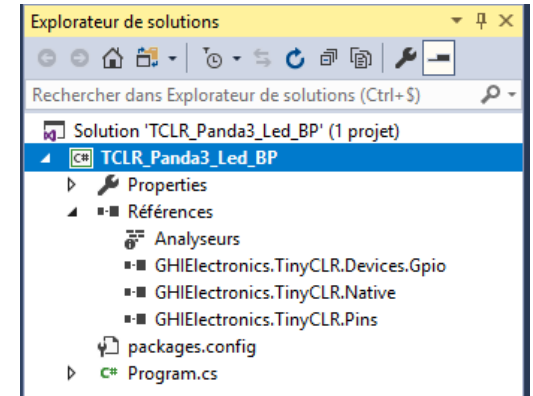 Explorateur de solutions
Rechercher dans Explorateur de solutions (Ctrl+$)
Solution 'TCLR_Panda3_Led_BP' (1 projet)
C# TCLR_Panda3_Led_BP
Properties
Références
Analyseurs
GHIElectronics.TinyCLR.Devices.Gpio
GHIElectronics.TinyCLR.Native
GHIElectronics.TinyCLR.Pins
packages.config
C# Program.cs